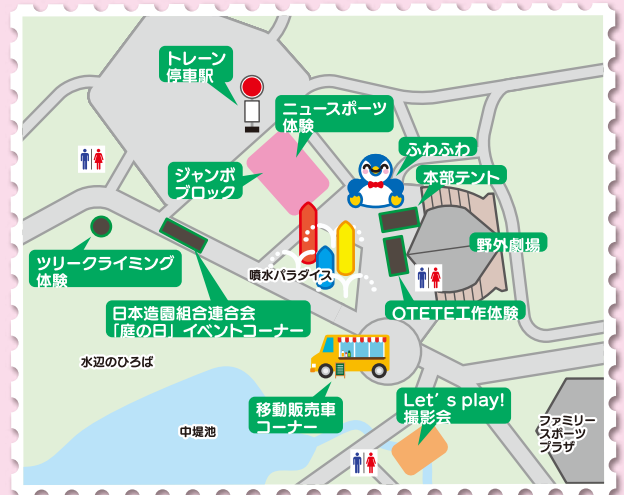 トレーン
停車駅
ニュースポーツ
体験
ふわふわ
ジャンボ
ブロック
本部テント
野外劇場
ツリークライミング
体験
噴水パラダイス
日本造園組合連合会
「庭の日」イベントコーナー
OTETE工作体験
水辺のひろば
移動販売車
コーナー
Let’s play!
撮影会
中堤池
ファミリー
スポーツ
プラザ